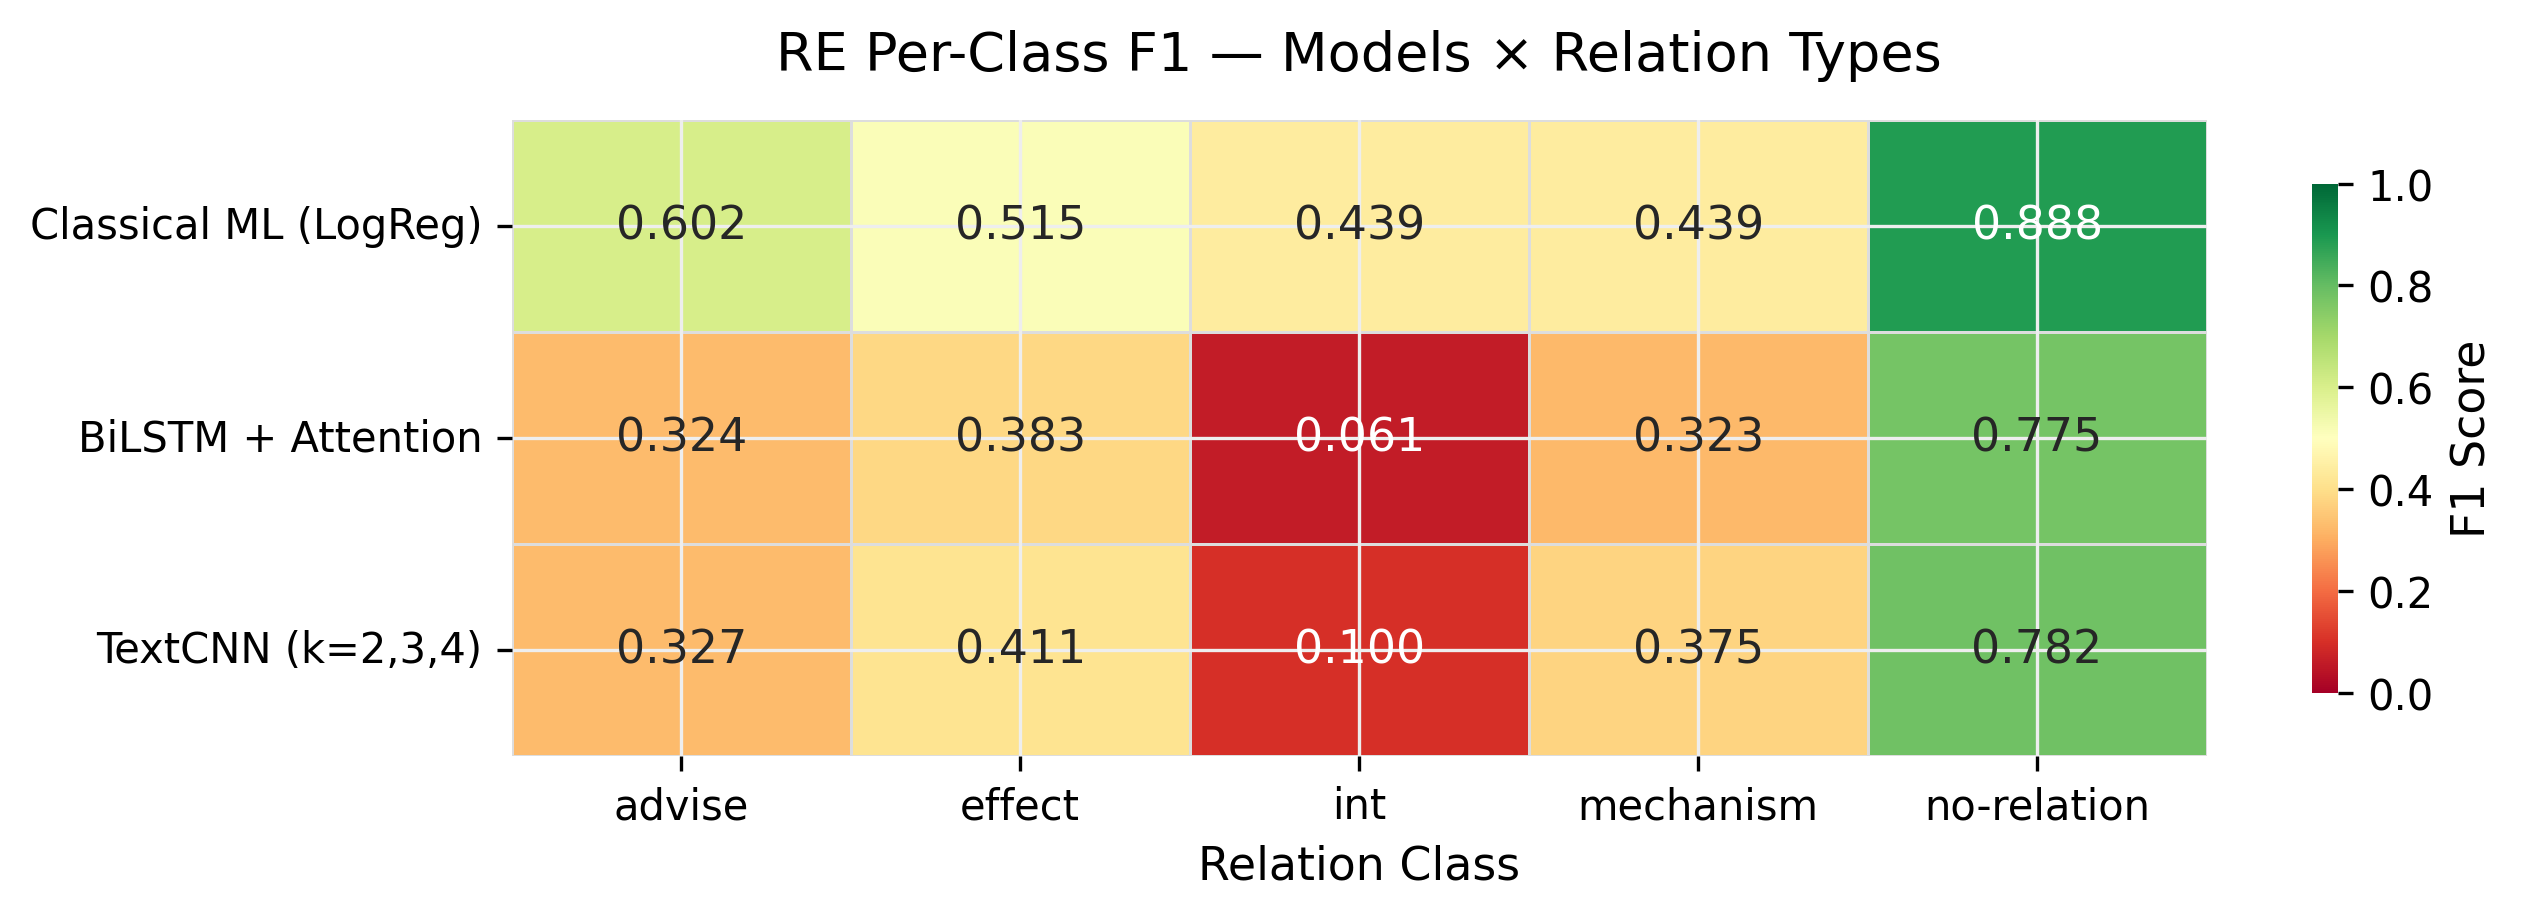 RE Per-Class F1 — Models × Relation Types
Classical ML (LogReg) 0.602 0.515 0.439 0.439 0.888
BiLSTM + Attention 0.324 0.383 0.061 0.323 0.775
TextCNN (k=2,3,4) 0.327 0.411 0.100 0.375 0.782
advise effect int mechanism no-relation
Relation Class
1.0
0.8
0.6
0.4
0.2
0.0
F1 Score